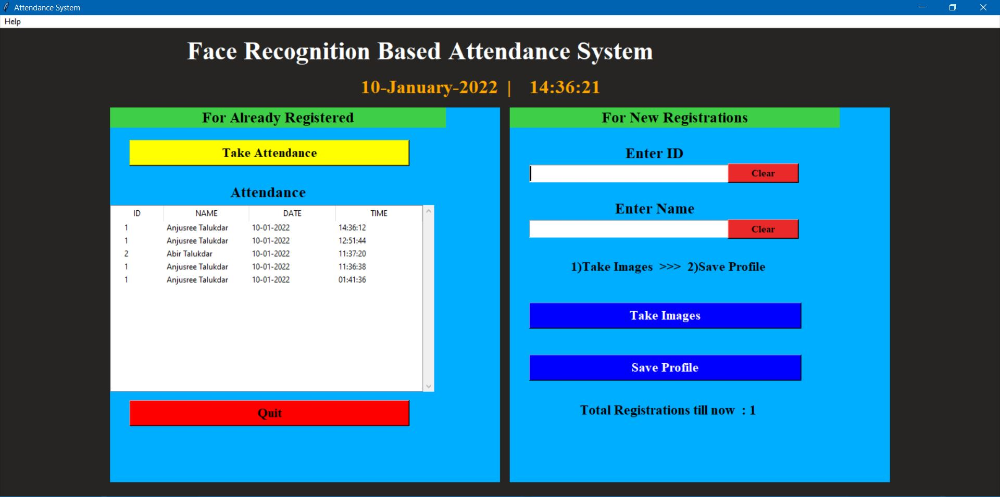 Attendance System
Help
Face Recognition Based Attendance System
10-January-2022 | 14:36:21
For Already Registered
Take Attendance
Attendance
ID NAME DATE TIME
1 Anjusree Talukdar 10-01-2022 14:36:12
1 Anjusree Talukdar 10-01-2022 12:51:44
2 Abir Talukdar 10-01-2022 11:37:20
1 Anjusree Talukdar 10-01-2022 11:36:38
1 Anjusree Talukdar 10-01-2022 01:41:36
Quit
For New Registrations
Enter ID
Clear
Enter Name
Clear
1)Take Images >>> 2)Save Profile
Take Images
Save Profile
Total Registrations till now : 1